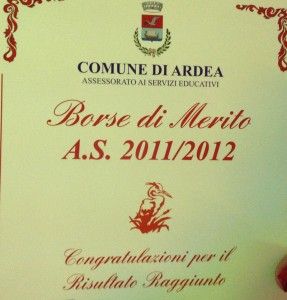 COMUNE DI ARDEA
ASSESSORATO AI SERVIZI EDUCATIVI
Borse di Merito
A.S. 2011/2012
Congratulazioni per il
Risultato Raggiunto